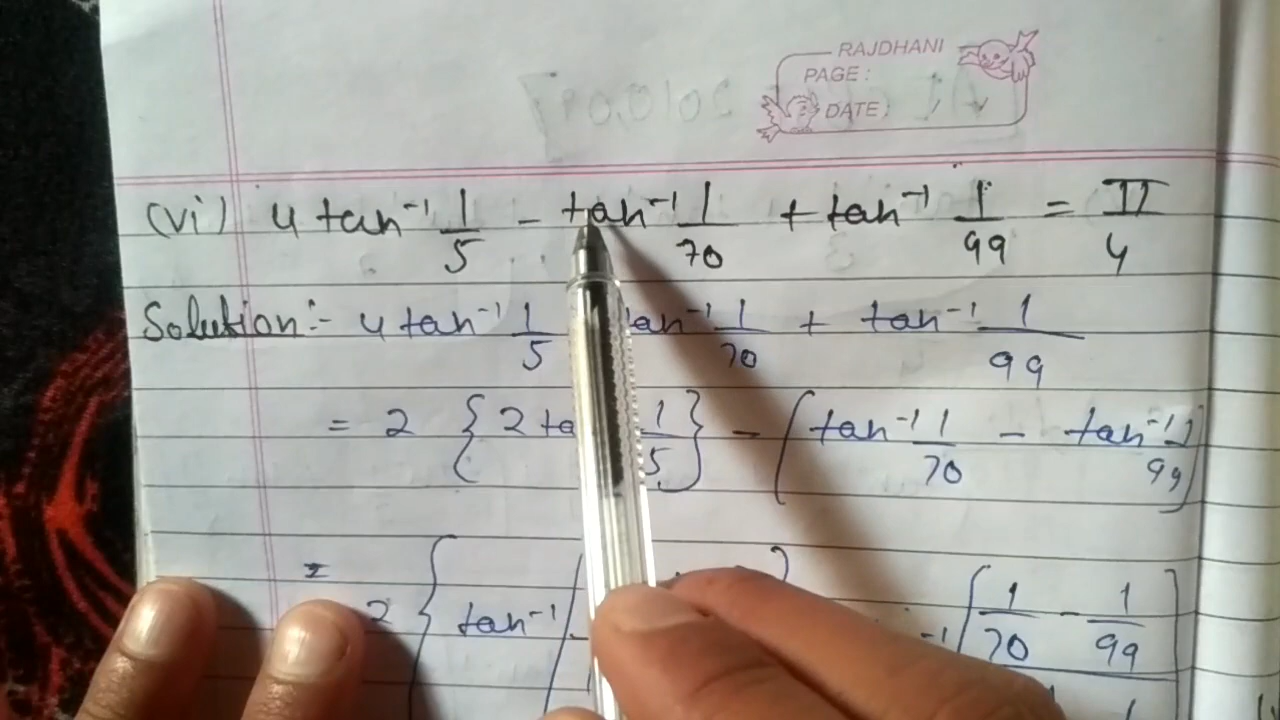 RAJDHANI
PAGE :
DATE :
(vi) 4 tan⁻¹ 1/5 - tan⁻¹ 1/70 + tan⁻¹ 1/99 = π/4
Solution:- 4 tan⁻¹ 1/5 tan⁻¹ 1/70 + tan⁻¹ 1/99
= 2 { 2 ta 1/5 } - ( tan⁻¹ 1/70 - tan⁻¹ 1/99 )
= 2 { tan⁻¹ ( ⁻¹ [ 1/70 - 1/99